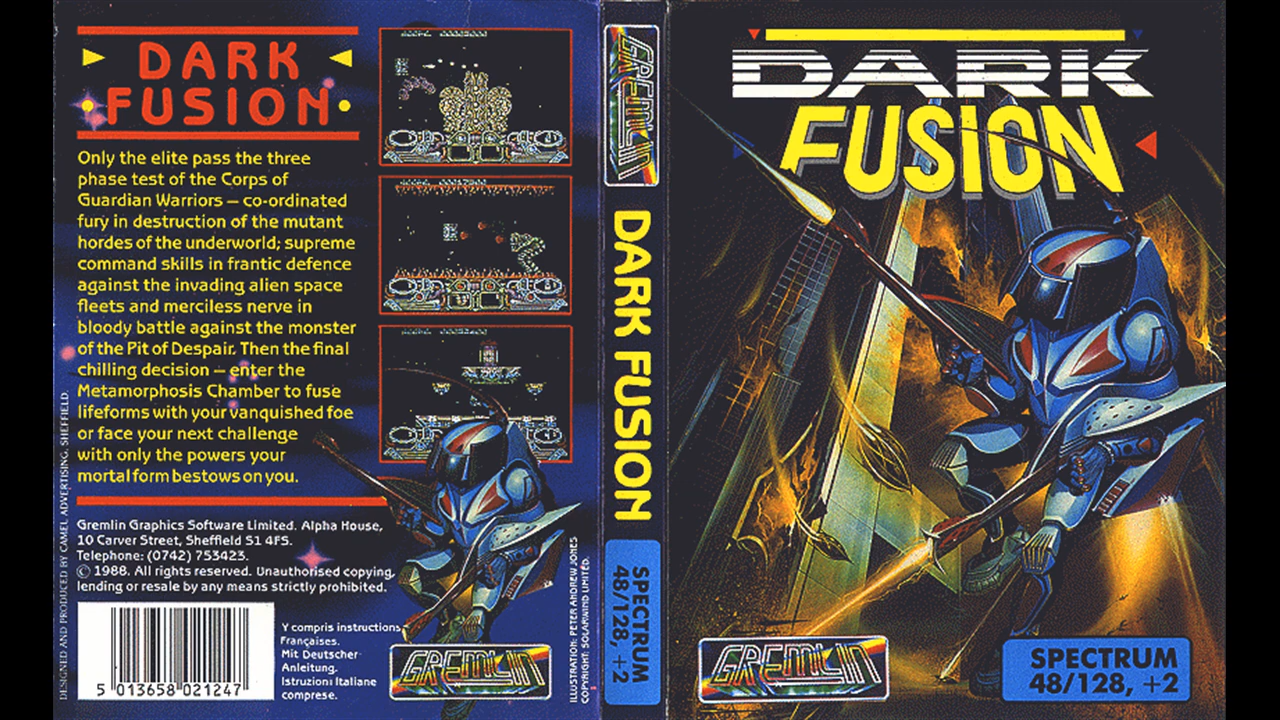 DARK
FUSION
Only the elite pass the three
phase test of the Corps of
Guardian Warriors — co-ordinated
fury in destruction of the mutant
hordes of the underworld; supreme
command skills in frantic defence
against the invading alien space
fleets and merciless nerve in
bloody battle against the monster
of the Pit of Despair. Then the final
chilling decision — enter the
Metamorphosis Chamber to fuse
lifeforms with your vanquished foe
or face your next challenge
with only the powers your
mortal form bestows on you.
Gremlin Graphics Software Limited. Alpha House,
10 Carver Street, Sheffield S1 4FS.
Telephone: (0742) 753423.
© 1988. All rights reserved. Unauthorised copying,
lending or resale by any means strictly prohibited.
5 013658 021247
Y compris instructions
Françaises.
Mit Deutscher
Anleitung.
Istruzioni Italiane
comprese.
GREMLIN
DESIGNED AND PRODUCED BY CAMEL ADVERTISING, SHEFFIELD.
ILLUSTRATION: PETER ANDREW JONES
COPYRIGHT: SOLARWIND LIMITED.
GREMLIN
DARK FUSION
SPECTRUM
48/128, +2
DARK
FUSION
GREMLIN
SPECTRUM
48/128, +2